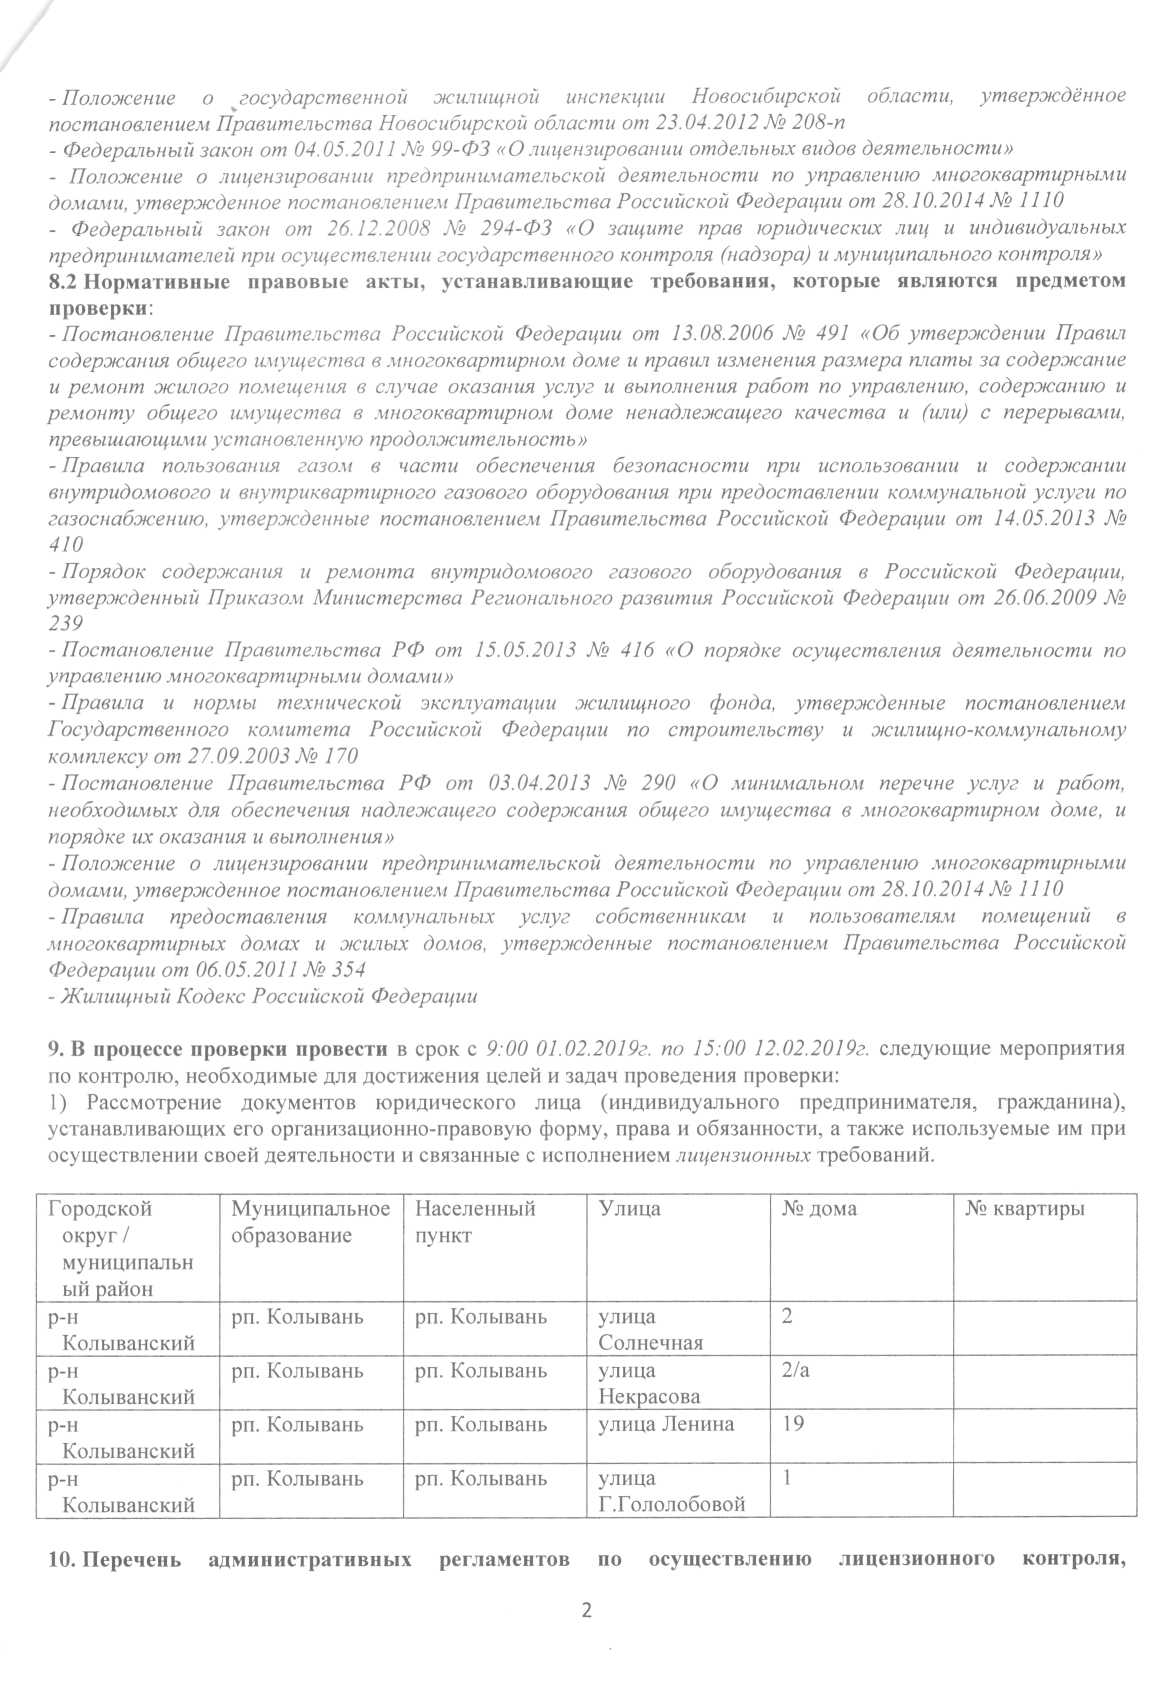 - Положение о государственной жилищной инспекции Новосибирской области, утверждённое
постановлением Правительства Новосибирской области от 23.04.2012 № 208-п
- Федеральный закон от 04.05.2011 № 99-ФЗ «О лицензировании отдельных видов деятельности»
- Положение о лицензировании предпринимательской деятельности по управлению многоквартирными
домами, утвержденное постановлением Правительства Российской Федерации от 28.10.2014 № 1110
- Федеральный закон от 26.12.2008 № 294-ФЗ «О защите прав юридических лиц и индивидуальных
предпринимателей при осуществлении государственного контроля (надзора) и муниципального контроля»
8.2 Нормативные правовые акты, устанавливающие требования, которые являются предметом
проверки:
- Постановление Правительства Российской Федерации от 13.08.2006 № 491 «Об утверждении Правил
содержания общего имущества в многоквартирном доме и правил изменения размера платы за содержание
и ремонт жилого помещения в случае оказания услуг и выполнения работ по управлению, содержанию и
ремонту общего имущества в многоквартирном доме ненадлежащего качества и (или) с перерывами,
превышающими установленную продолжительность»
- Правила пользования газом в части обеспечения безопасности при использовании и содержании
внутридомового и внутриквартирного газового оборудования при предоставлении коммунальной услуги по
газоснабжению, утвержденные постановлением Правительства Российской Федерации от 14.05.2013 №
410
- Порядок содержания и ремонта внутридомового газового оборудования в Российской Федерации,
утвержденный Приказом Министерства Регионального развития Российской Федерации от 26.06.2009 №
239
- Постановление Правительства РФ от 15.05.2013 № 416 «О порядке осуществления деятельности по
управлению многоквартирными домами»
- Правила и нормы технической эксплуатации жилищного фонда, утвержденные постановлением
Государственного комитета Российской Федерации по строительству и жилищно-коммунальному
комплексу от 27.09.2003 № 170
- Постановление Правительства РФ от 03.04.2013 № 290 «О минимальном перечне услуг и работ,
необходимых для обеспечения надлежащего содержания общего имущества в многоквартирном доме, и
порядке их оказания и выполнения»
- Положение о лицензировании предпринимательской деятельности по управлению многоквартирными
домами, утвержденное постановлением Правительства Российской Федерации от 28.10.2014 № 1110
- Правила предоставления коммунальных услуг собственникам и пользователям помещений в
многоквартирных домах и жилых домов, утвержденные постановлением Правительства Российской
Федерации от 06.05.2011 № 354
- Жилищный Кодекс Российской Федерации
9. В процессе проверки провести в срок с 9:00 01.02.2019г. по 15:00 12.02.2019г. следующие мероприятия
по контролю, необходимые для достижения целей и задач проведения проверки:
1) Рассмотрение документов юридического лица (индивидуального предпринимателя, гражданина),
устанавливающих его организационно-правовую форму, права и обязанности, а также используемые им при
осуществлении своей деятельности и связанные с исполнением лицензионных требований.
Городской Муниципальное Населенный Улица № дома № квартиры
округ / образование пункт
муниципальн
ый район
р-н рп. Колывань рп. Колывань улица 2
Колыванский Солнечная
р-н рп. Колывань рп. Колывань улица 2/а
Колыванский Некрасова
р-н рп. Колывань рп. Колывань улица Ленина 19
Колыванский
р-н рп. Колывань рп. Колывань улица 1
Колыванский Г.Гололобовой
10. Перечень административных регламентов по осуществлению лицензионного контроля,
2